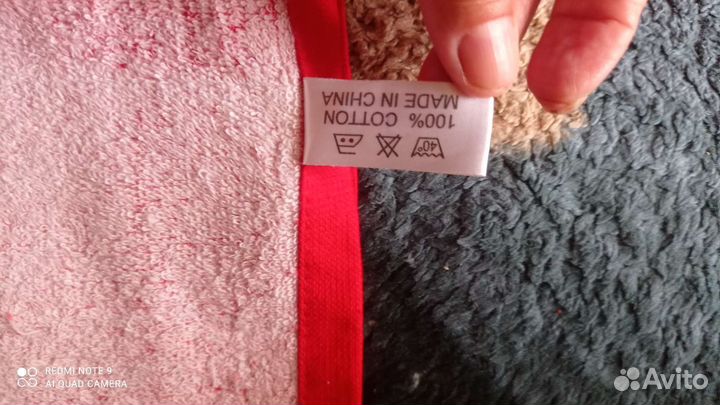 40°
100% COTTON
MADE IN CHINA
REDMI NOTE 9
AI QUAD CAMERA
Avito